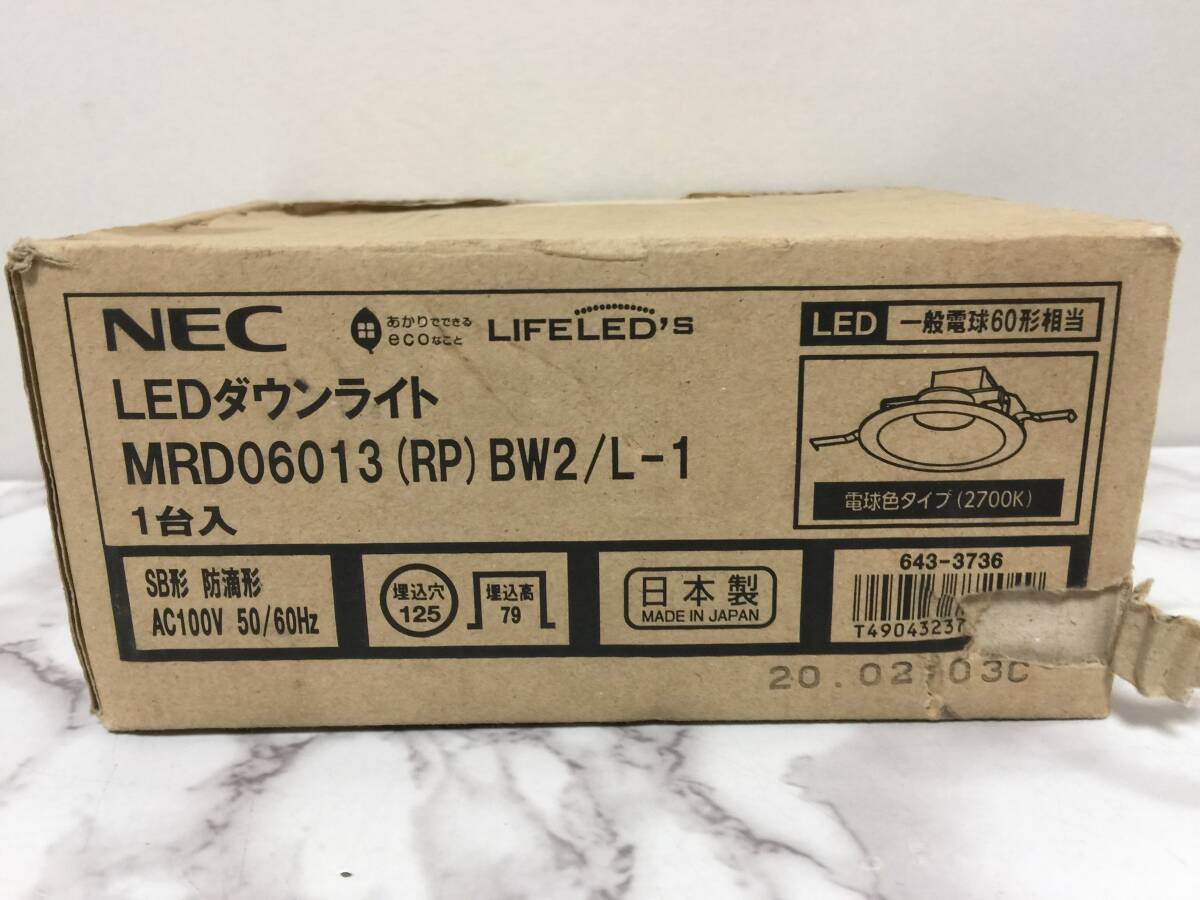 NEC
あかりでできる
ecoなこと
LIFELED'S
LED 一般電球60形相当
LEDダウンライト
MRD06013(RP)BW2/L-1
1台入
電球色タイプ(2700K)
SB形 防滴形
AC100V 50/60Hz
埋込穴
125
埋込高
79
日本製
MADE IN JAPAN
643-3736
T4904323
20.02.03C